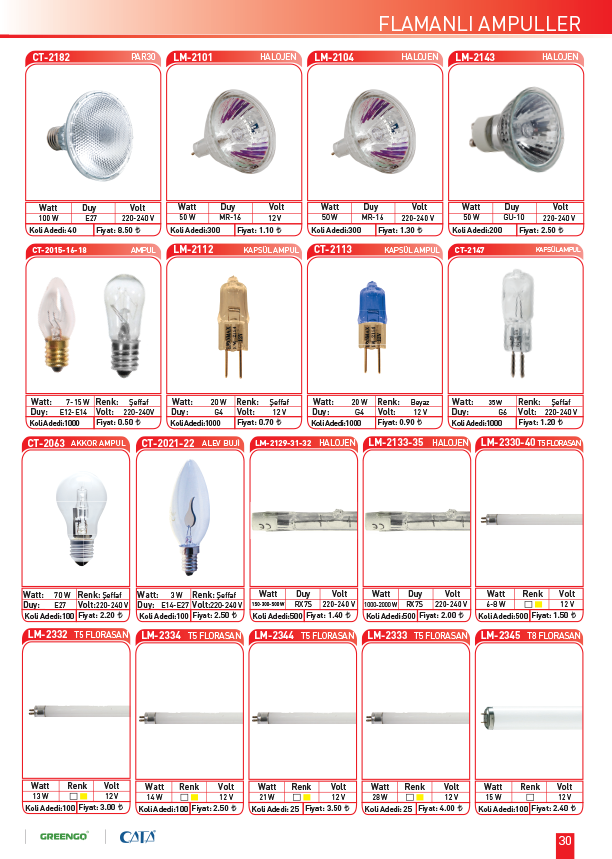 FLAMANLI AMPULLER
CT-2182 PAR30
Watt Duy Volt
100 W E27 220-240 V
Koli Adedi: 40 Fiyat: 8.50 ₺
LM-2101 HALOJEN
Watt Duy Volt
50 W MR-16 12 V
Koli Adedi:300 Fiyat: 1.10 ₺
LM-2104 HALOJEN
Watt Duy Volt
50W MR-16 220-240 V
Koli Adedi:300 Fiyat: 1.30 ₺
LM-2143 HALOJEN
Watt Duy Volt
50 W GU-10 220-240 V
Koli Adedi:200 Fiyat: 2.50 ₺
CT-2015-16-18 AMPUL
Watt: 7-15 W Renk: Şeffaf
Duy: E12-E14 Volt: 220-240V
Koli Adedi:1000 Fiyat: 0.50 ₺
LM-2112 KAPSÜL AMPUL
Watt: 20 W Renk: Şeffaf
Duy: G4 Volt: 12 V
Koli Adedi:1000 Fiyat: 0.70 ₺
CT-2113 KAPSÜL AMPUL
Watt: 20 W Renk: Beyaz
Duy: G4 Volt: 12 V
Koli Adedi:1000 Fiyat: 0.90 ₺
CT-2147 KAPSÜL AMPUL
Watt: 35W Renk: Şeffaf
Duy: G6 Volt: 220-240 V
Koli Adedi:1000 Fiyat: 1.20 ₺
CT-2063 AKKOR AMPUL
Watt: 70 W Renk: Şeffaf
Duy: E27 Volt:220-240 V
Koli Adedi:100 Fiyat: 2.20 ₺
CT-2021-22 ALEV BUJİ
Watt: 3 W Renk: Şeffaf
Duy: E14-E27 Volt:220-240 V
Koli Adedi:100 Fiyat: 2.50 ₺
LM-2129-31-32 HALOJEN
Watt Duy Volt
150-300-500W RX7S 220-240 V
Koli Adedi:500 Fiyat: 1.40 ₺
LM-2133-35 HALOJEN
Watt Duy Volt
1000-2000 W RX7S 220-240 V
Koli Adedi:500 Fiyat: 2.00 ₺
LM-2330-40 T5 FLORASAN
Watt Renk Volt
6-8 W 12 V
Koli Adedi:500 Fiyat: 1.50 ₺
LM-2332 T5 FLORASAN
Watt Renk Volt
13 W 12 V
Koli Adedi:100 Fiyat: 3.00 ₺
LM-2334 T5 FLORASAN
Watt Renk Volt
14 W 12 V
Koli Adedi:100 Fiyat: 2.50 ₺
LM-2344 T5 FLORASAN
Watt Renk Volt
21 W 12 V
Koli Adedi: 25 Fiyat: 3.50 ₺
LM-2333 T5 FLORASAN
Watt Renk Volt
28 W 12 V
Koli Adedi: 25 Fiyat: 4.00 ₺
LM-2345 T8 FLORASAN
Watt Renk Volt
15 W 12 V
Koli Adedi:100 Fiyat: 2.40 ₺
GREENGO CATA
30